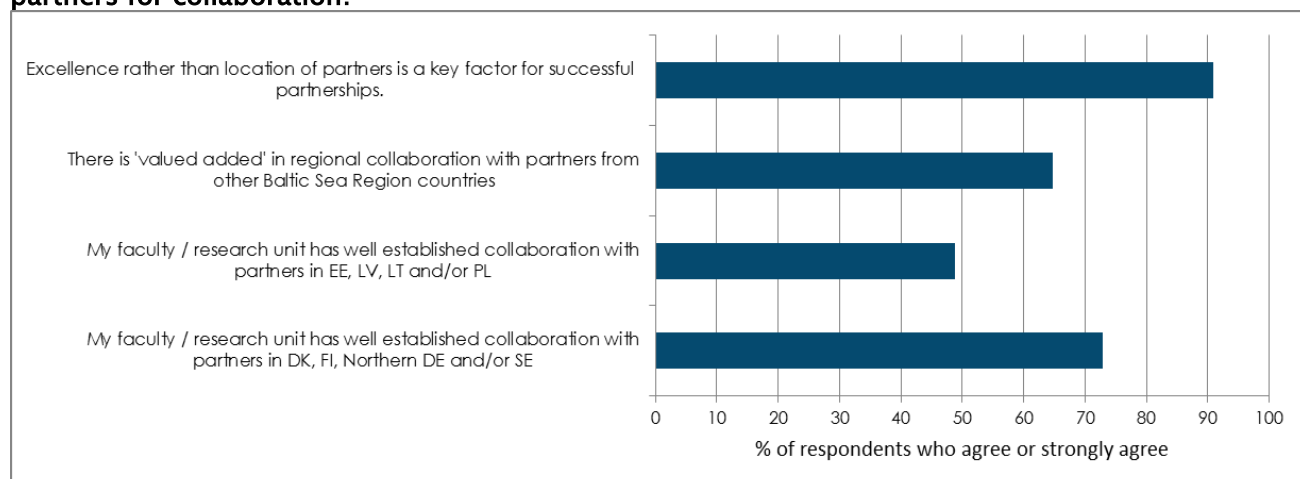 partners for collaboration:
Excellence rather than location of partners is a key factor for successful
partnerships.
There is 'valued added' in regional collaboration with partners from
other Baltic Sea Region countries
My faculty / research unit has well established collaboration with
partners in EE, LV, LT and/or PL
My faculty / research unit has well established collaboration with
partners in DK, FI, Northern DE and/or SE
0 10 20 30 40 50 60 70 80 90 100
% of respondents who agree or strongly agree